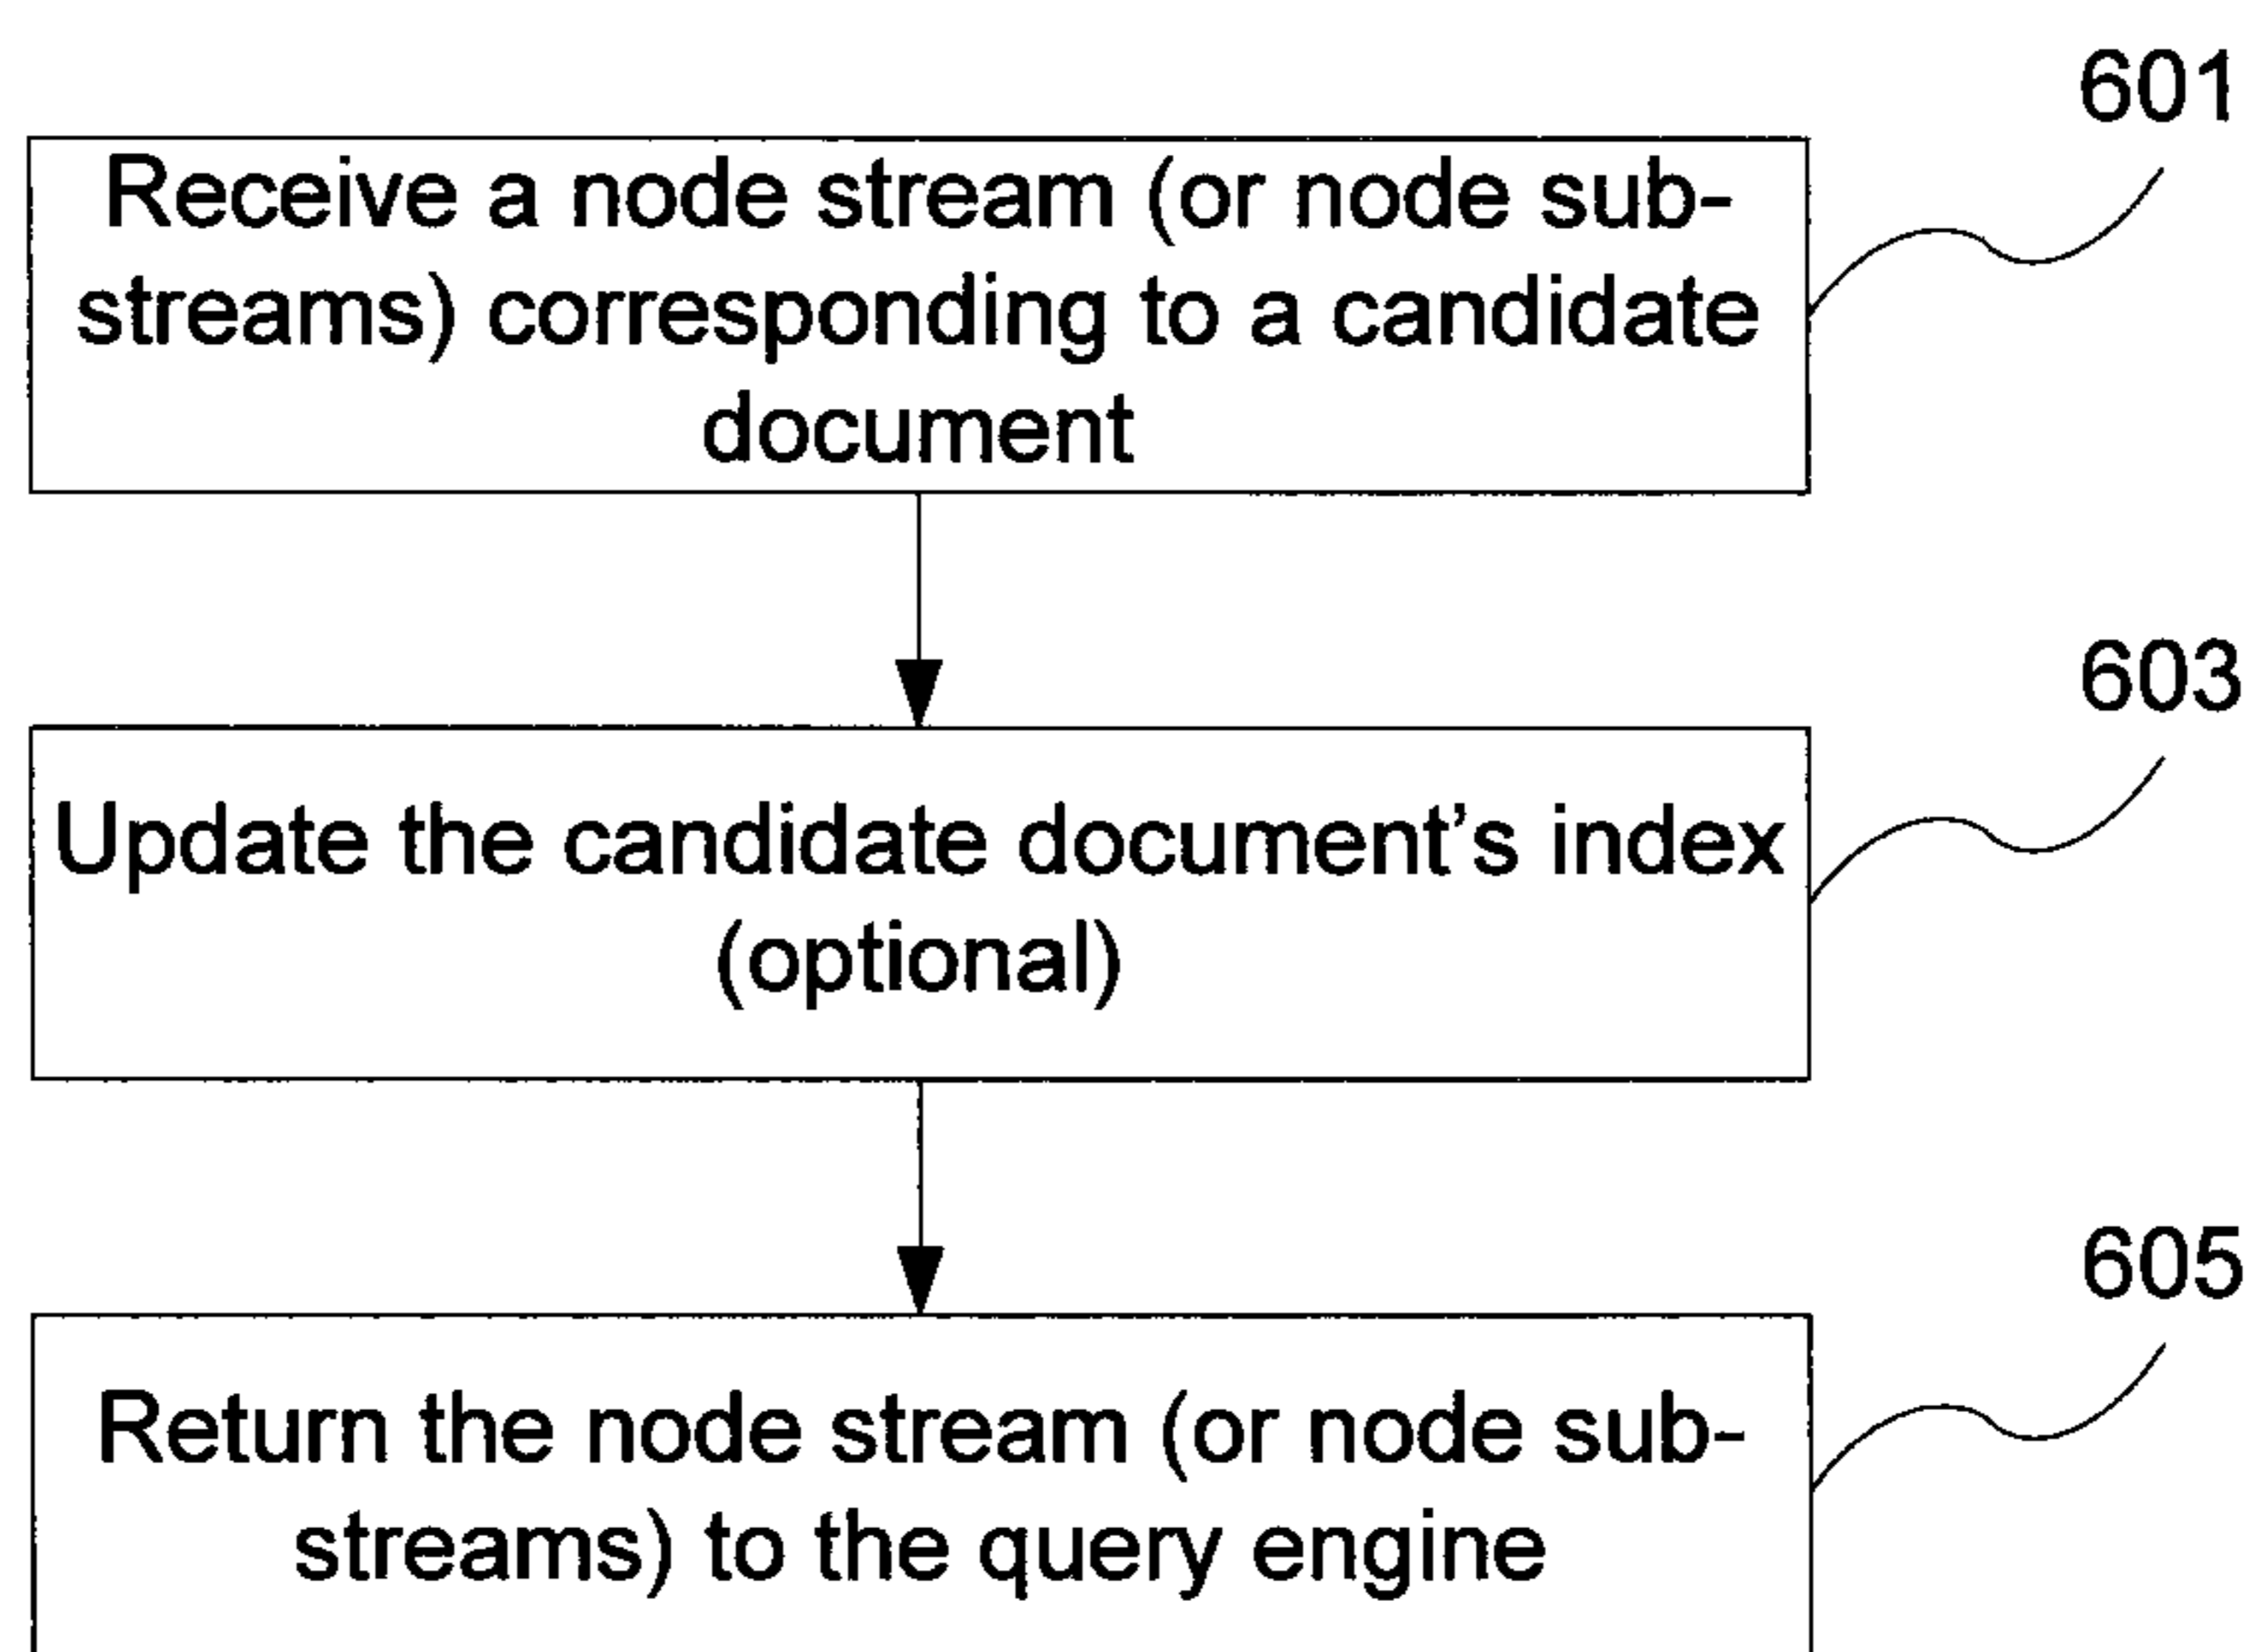 601
Receive a node stream (or node sub-
streams) corresponding to a candidate
document
603
Update the candidate document's index
(optional)
605
Return the node stream (or node sub-
streams) to the query engine